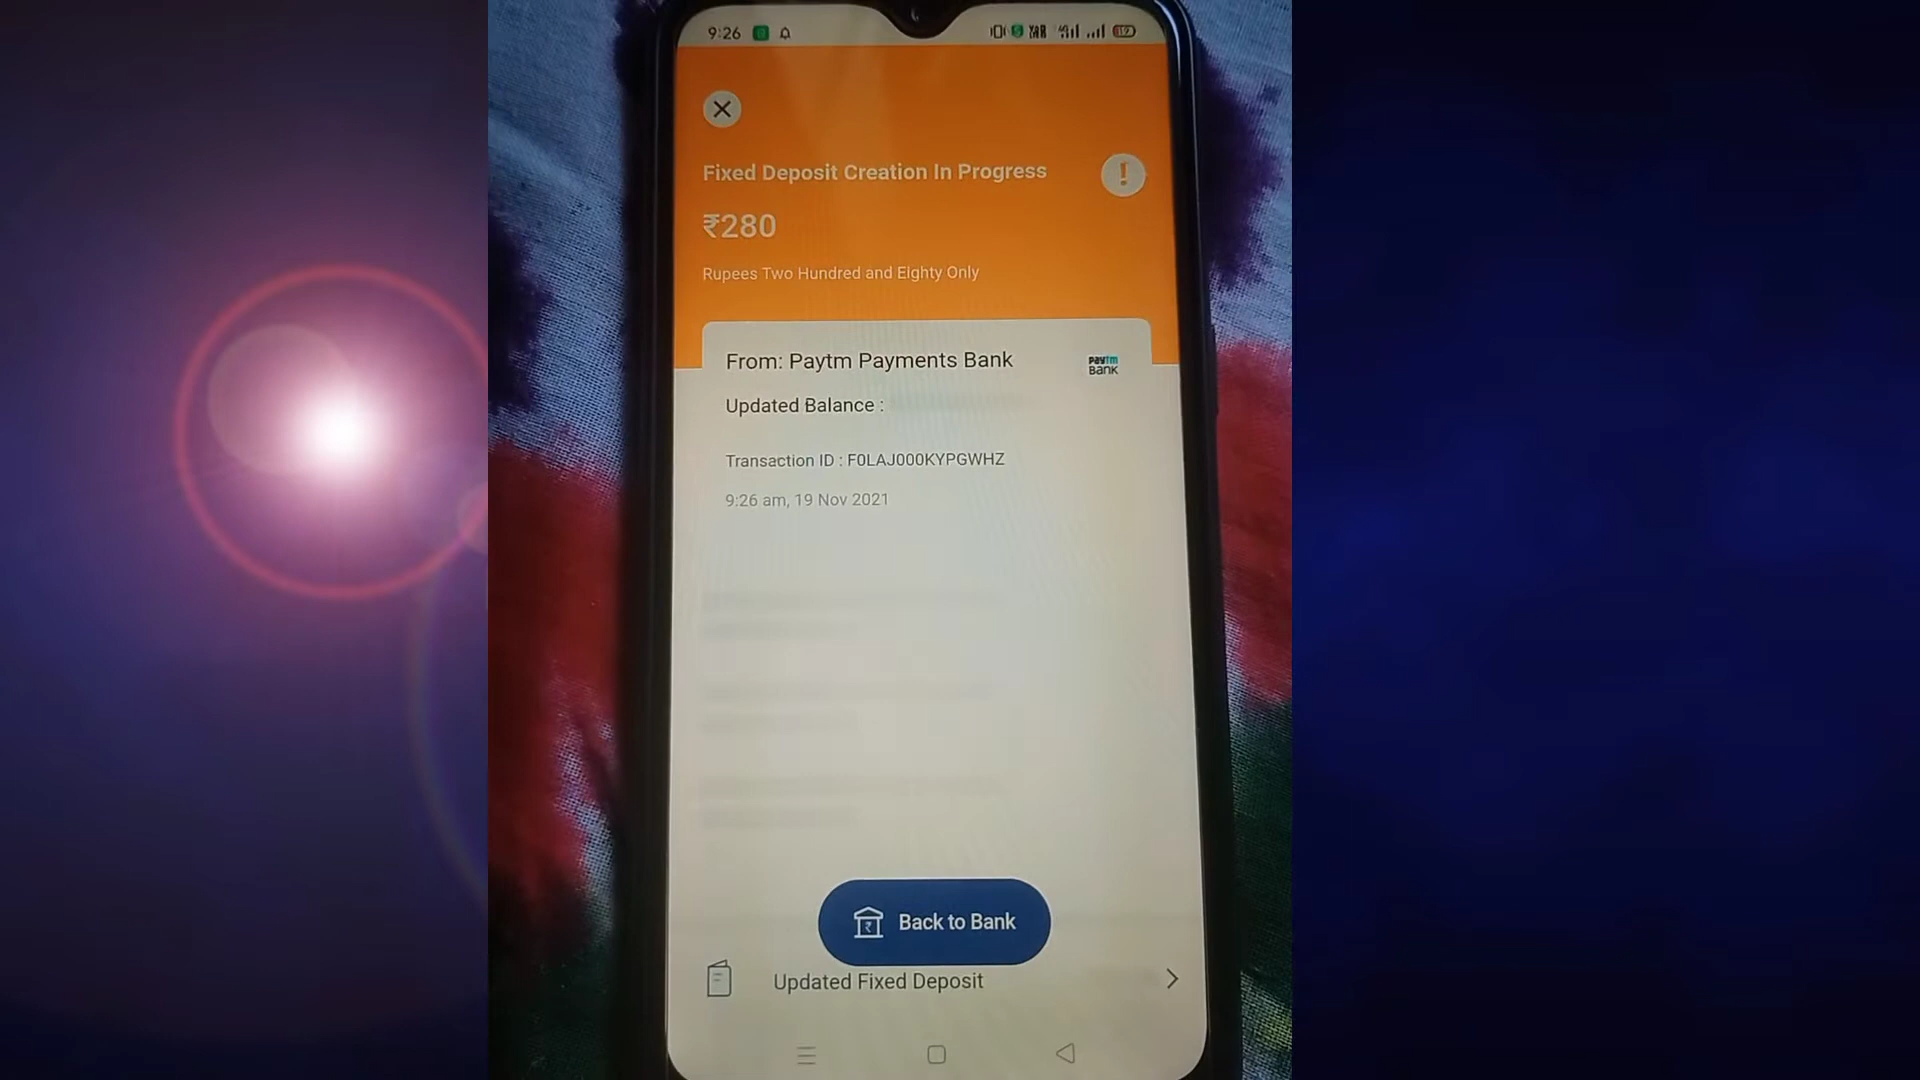 9:26
Fixed Deposit Creation In Progress
!
₹280
Rupees Two Hundred and Eighty Only
From: Paytm Payments Bank
paytm
Bank
Updated Balance :
Transaction ID : F0LAJ000KYPGWHZ
9:26 am, 19 Nov 2021
Back to Bank
Updated Fixed Deposit